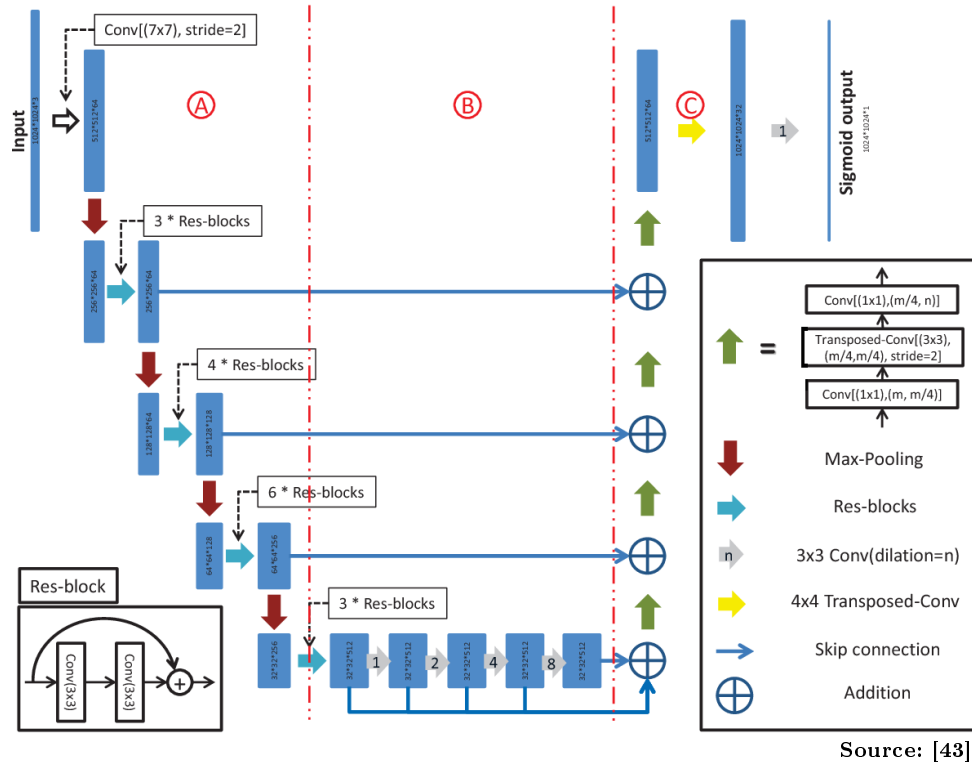 Conv[(7x7), stride=2]
Input
1024*1024*3
512*512*64
A
B
C
512*512*64
1024*1024*32
1
Sigmoid output
1024*1024*1
3 * Res-blocks
256*256*64
256*256*64
4 * Res-blocks
128*128*64
128*128*128
6 * Res-blocks
64*64*128
64*64*256
3 * Res-blocks
32*32*256
32*32*512
1
32*32*512
2
32*32*512
4
32*32*512
8
32*32*512
Res-block
Conv(3x3)
Conv(3x3)
+
Conv[(1x1),(m/4, n)]
=
Transposed-Conv[(3x3),
(m/4,m/4), stride=2]
Conv[(1x1),(m, m/4)]
Max-Pooling
Res-blocks
n
3x3 Conv(dilation=n)
4x4 Transposed-Conv
Skip connection
Addition
Source: [43]